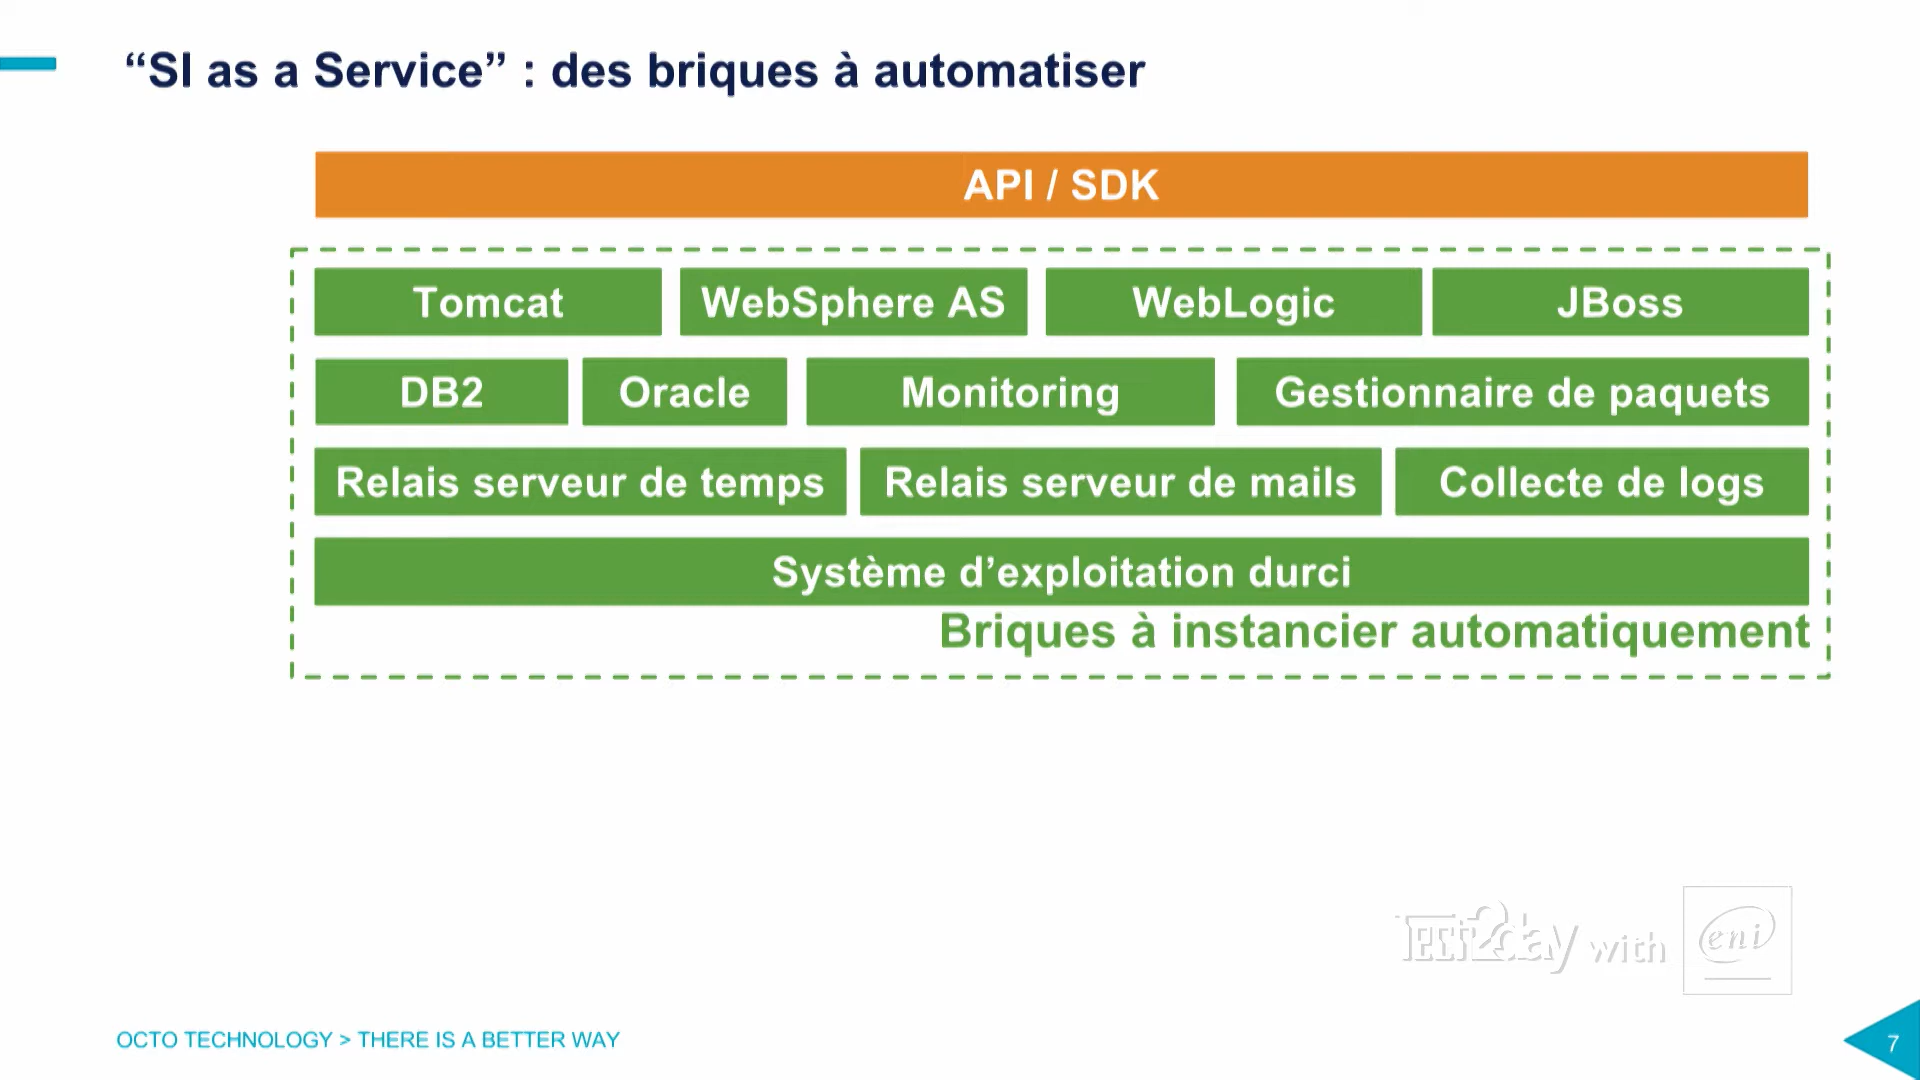 “SI as a Service” : des briques à automatiser
API / SDK
Tomcat
WebSphere AS
WebLogic
JBoss
DB2
Oracle
Monitoring
Gestionnaire de paquets
Relais serveur de temps
Relais serveur de mails
Collecte de logs
Système d’exploitation durci
Briques à instancier automatiquement
TECH2day with eni
OCTO TECHNOLOGY > THERE IS A BETTER WAY
7